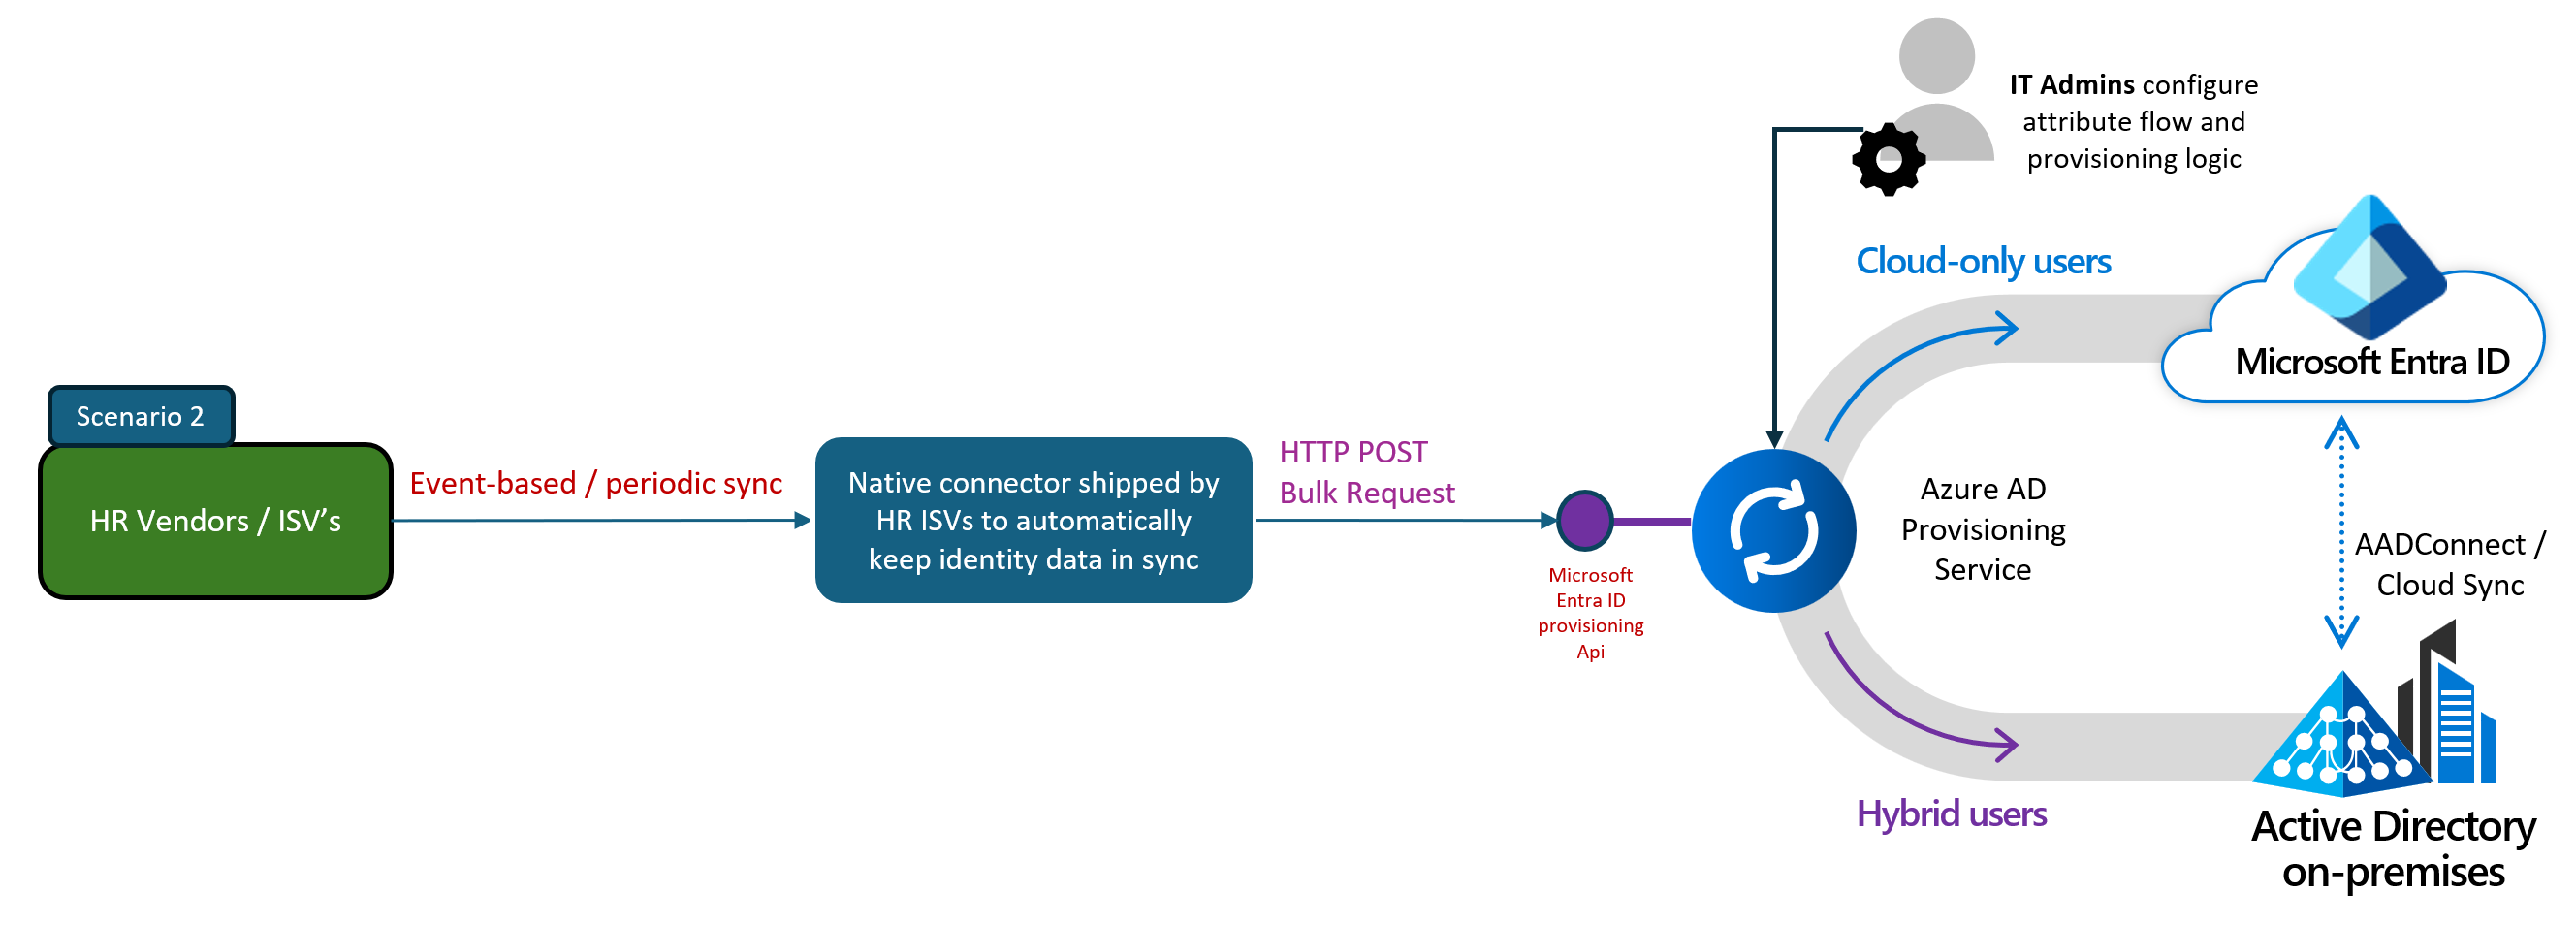 IT Admins configure
attribute flow and
provisioning logic
Cloud-only users
Microsoft Entra ID
Scenario 2
HR Vendors / ISV’s
Event-based / periodic sync
Native connector shipped by
HR ISVs to automatically
keep identity data in sync
HTTP POST
Bulk Request
Microsoft
Entra ID
provisioning
Api
Azure AD
Provisioning
Service
AADConnect /
Cloud Sync
Hybrid users
Active Directory
on-premises